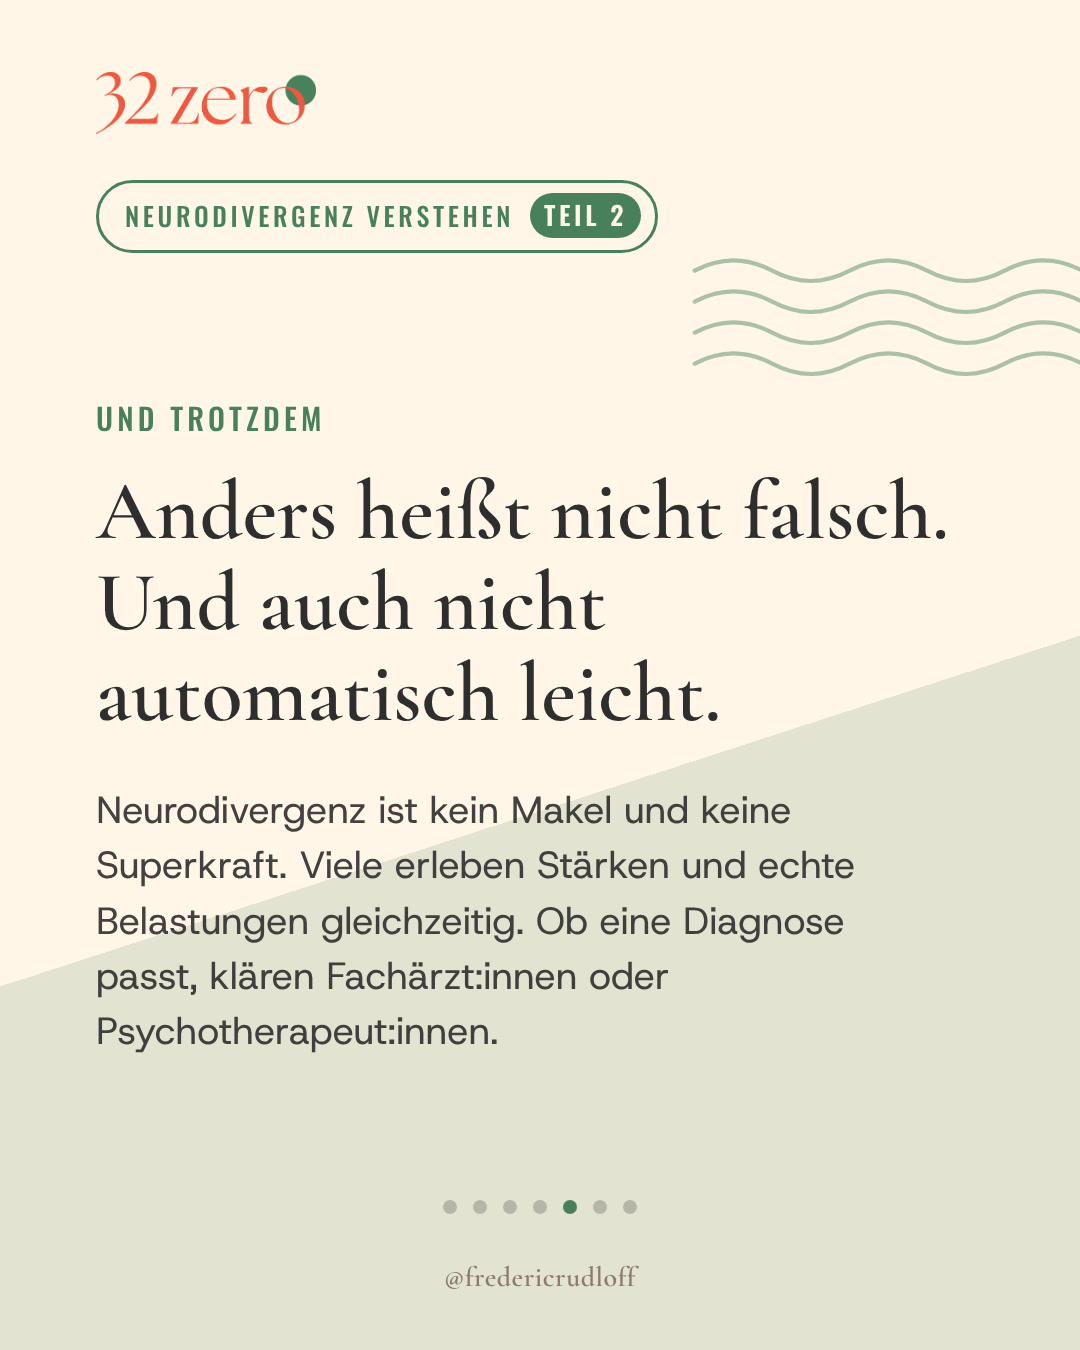 32 zero
NEURODIVERGENZ VERSTEHEN TEIL 2
UND TROTZDEM
Anders heißt nicht falsch.
Und auch nicht
automatisch leicht.
Neurodivergenz ist kein Makel und keine
Superkraft. Viele erleben Stärken und echte
Belastungen gleichzeitig. Ob eine Diagnose
passt, klären Fachärzt:innen oder
Psychotherapeut:innen.
@fredericrudloff